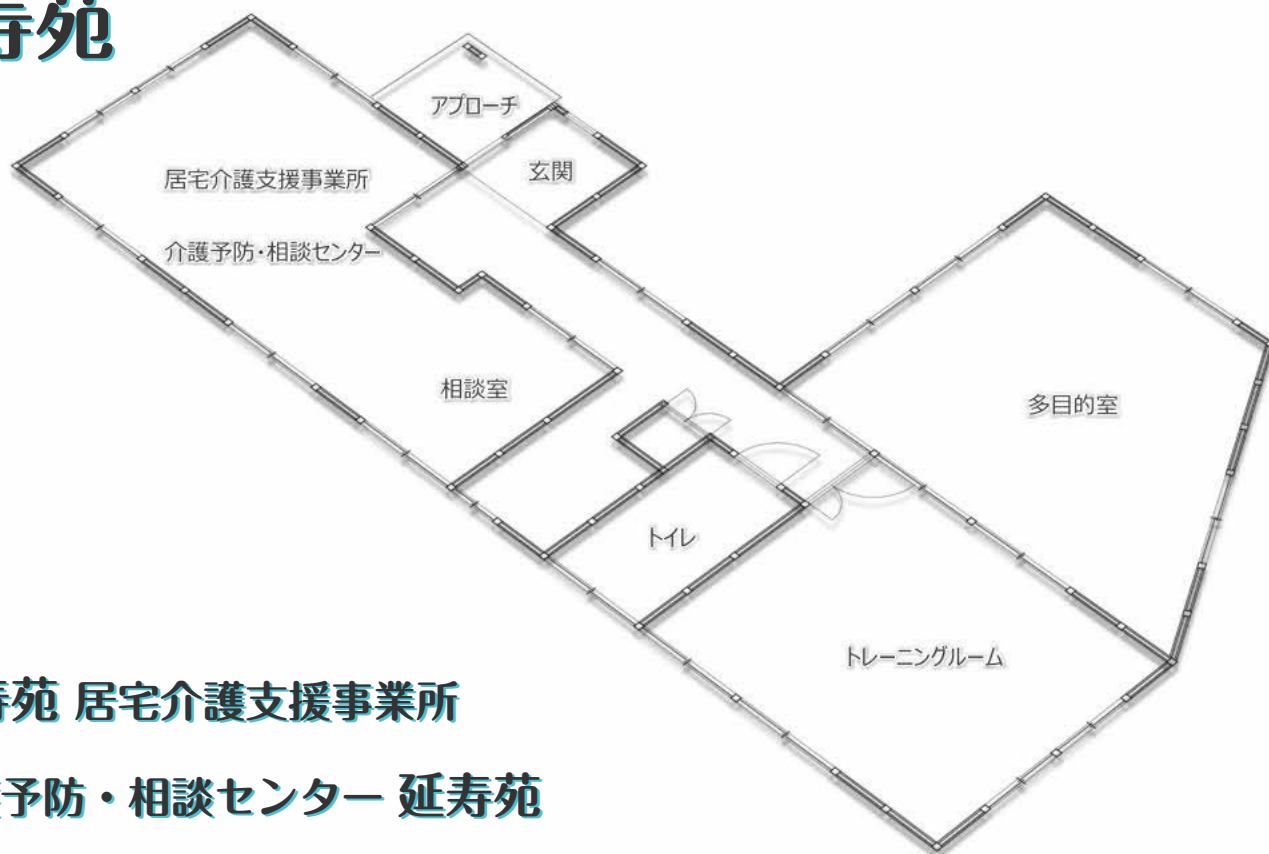 寿苑
アプローチ
玄関
居宅介護支援事業所
介護予防・相談センター
相談室
多目的室
トイレ
トレーニングルーム
寿苑 居宅介護支援事業所
護予防・相談センター 延寿苑